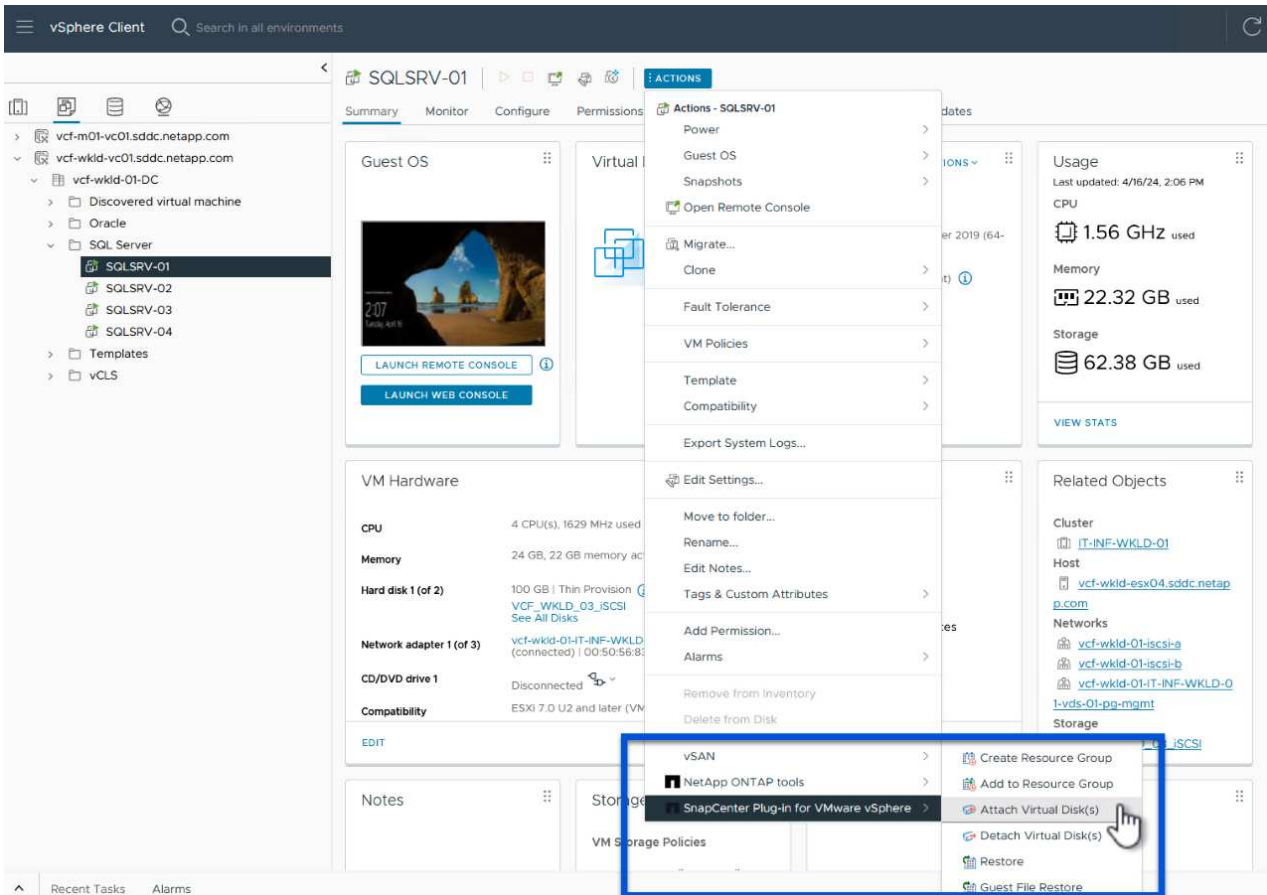 vSphere Client
Search in all environments
SQLSRV-01
ACTIONS
Summary
Monitor
Configure
Permissions
dates
vcf-m01-vc01.sddc.netapp.com
vcf-wkld-vc01.sddc.netapp.com
vcf-wkld-01-DC
Discovered virtual machine
Oracle
SQL Server
SQLSRV-01
SQLSRV-02
SQLSRV-03
SQLSRV-04
Templates
vCLS
Guest OS
2:07
Tuesday, April 16
LAUNCH REMOTE CONSOLE
LAUNCH WEB CONSOLE
Virtual
IONS
er 2019 (64-
Actions - SQLSRV-01
Power
Guest OS
Snapshots
Open Remote Console
Migrate...
Clone
Fault Tolerance
VM Policies
Template
Compatibility
Export System Logs...
Edit Settings...
Move to folder...
Rename...
Edit Notes...
Tags & Custom Attributes
Add Permission...
Alarms
Remove from Inventory
Delete from Disk
vSAN
NetApp ONTAP tools
SnapCenter Plug-in for VMware vSphere
Create Resource Group
Add to Resource Group
Attach Virtual Disk(s)
Detach Virtual Disk(s)
Restore
Guest File Restore
Usage
Last updated: 4/16/24, 2:06 PM
CPU
1.56 GHz used
Memory
22.32 GB used
Storage
62.38 GB used
VIEW STATS
VM Hardware
CPU
4 CPU(s), 1629 MHz used
Memory
24 GB, 22 GB memory ac
Hard disk 1 (of 2)
100 GB | Thin Provision
VCF_WKLD_03_iSCSI
See All Disks
Network adapter 1 (of 3)
vcf-wkld-01-IT-INF-WKLD-
(connected) | 00:50:56:83
CD/DVD drive 1
Disconnected
Compatibility
ESXi 7.0 U2 and later (VM
EDIT
Related Objects
Cluster
IT-INF-WKLD-01
Host
vcf-wkld-esx04.sddc.netap
p.com
Networks
vcf-wkld-01-iscsi-a
vcf-wkld-01-iscsi-b
vcf-wkld-01-IT-INF-WKLD-0
1-vds-01-pg-mgmt
Storage
iSCSI
Notes
Storage
VM Storage Policies
Recent Tasks
Alarms